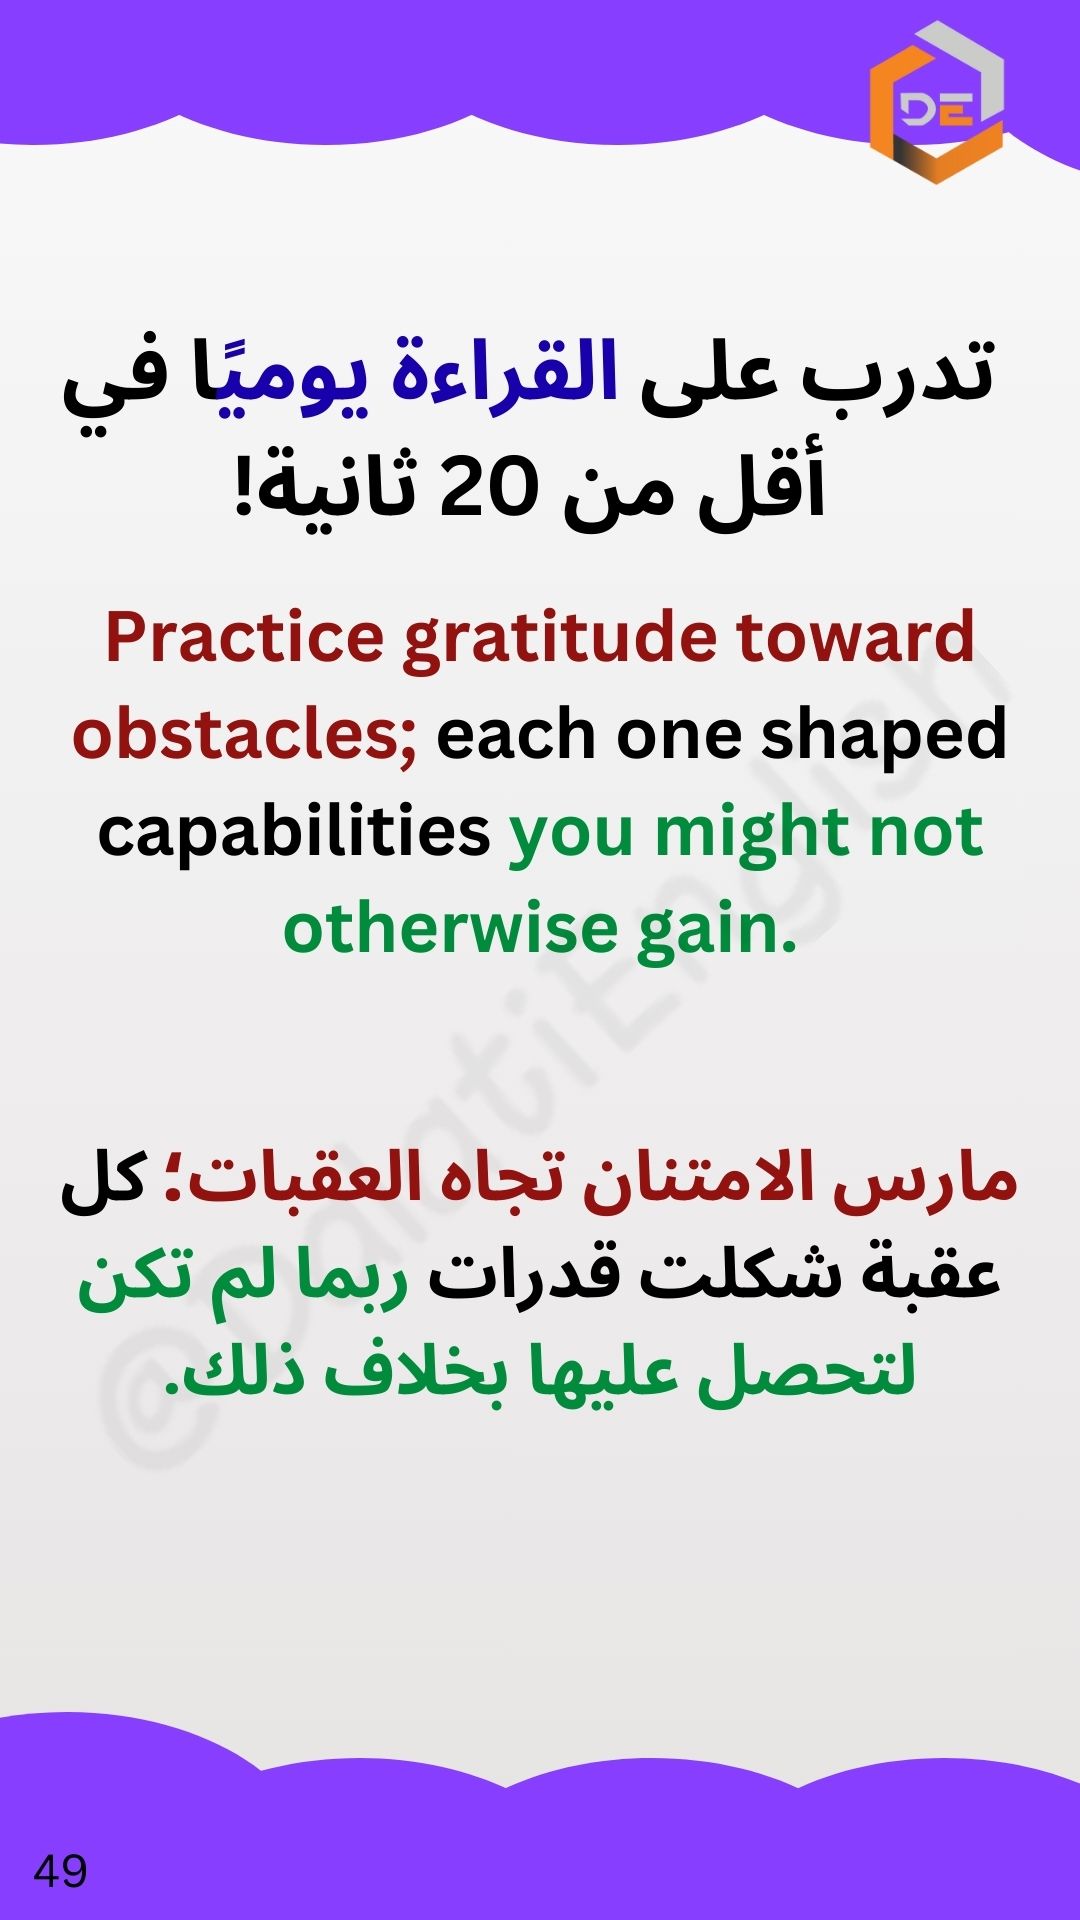 DE
تدرب على القراءة يوميًا في
أقل من 20 ثانية!
Practice gratitude toward
obstacles; each one shaped
capabilities you might not
otherwise gain.
@DalatiEnglish
مارس الامتنان تجاه العقبات؛ كل
عقبة شكلت قدرات ربما لم تكن
لتحصل عليها بخلاف ذلك.
49